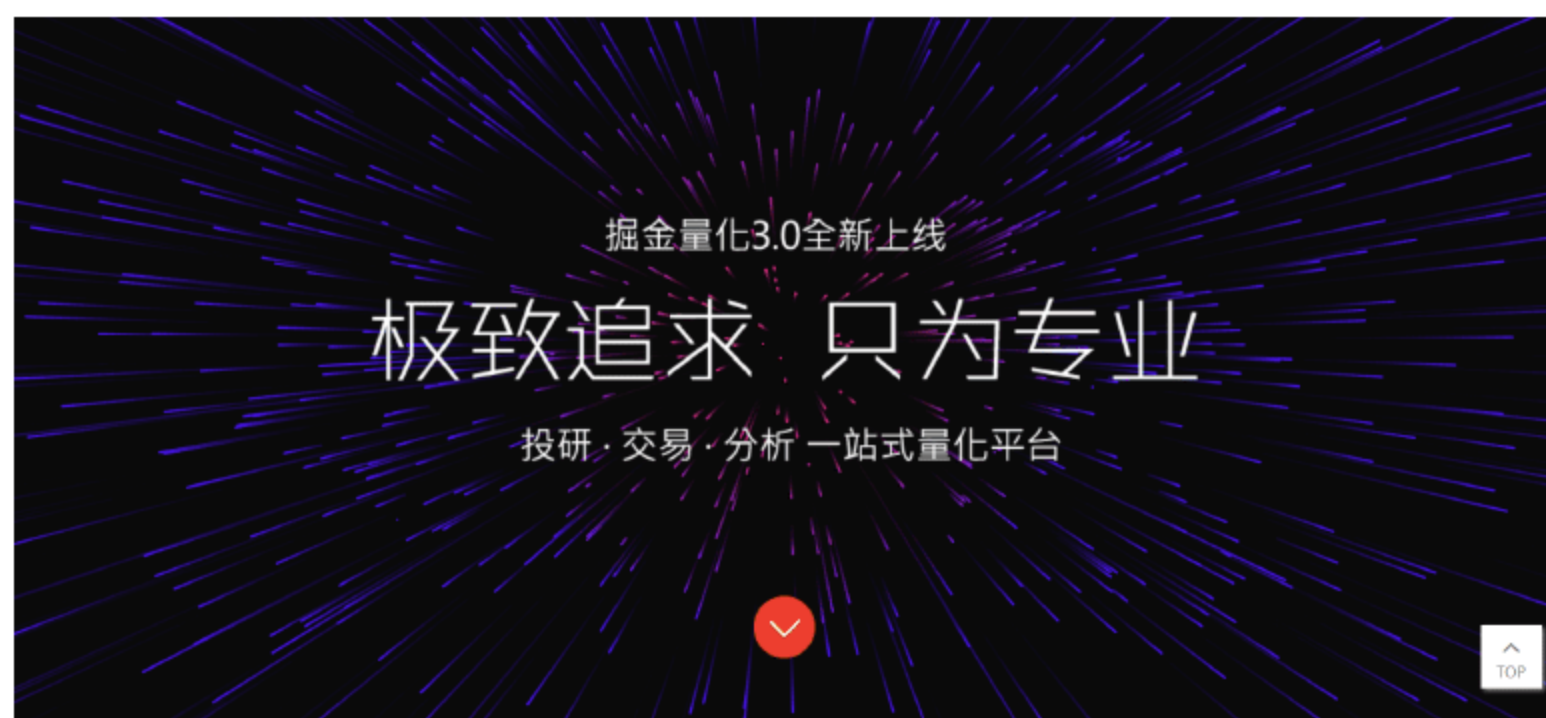 掘金量化3.0全新上线
极致追求 只为专业
投研 · 交易 · 分析 一站式量化平台
TOP